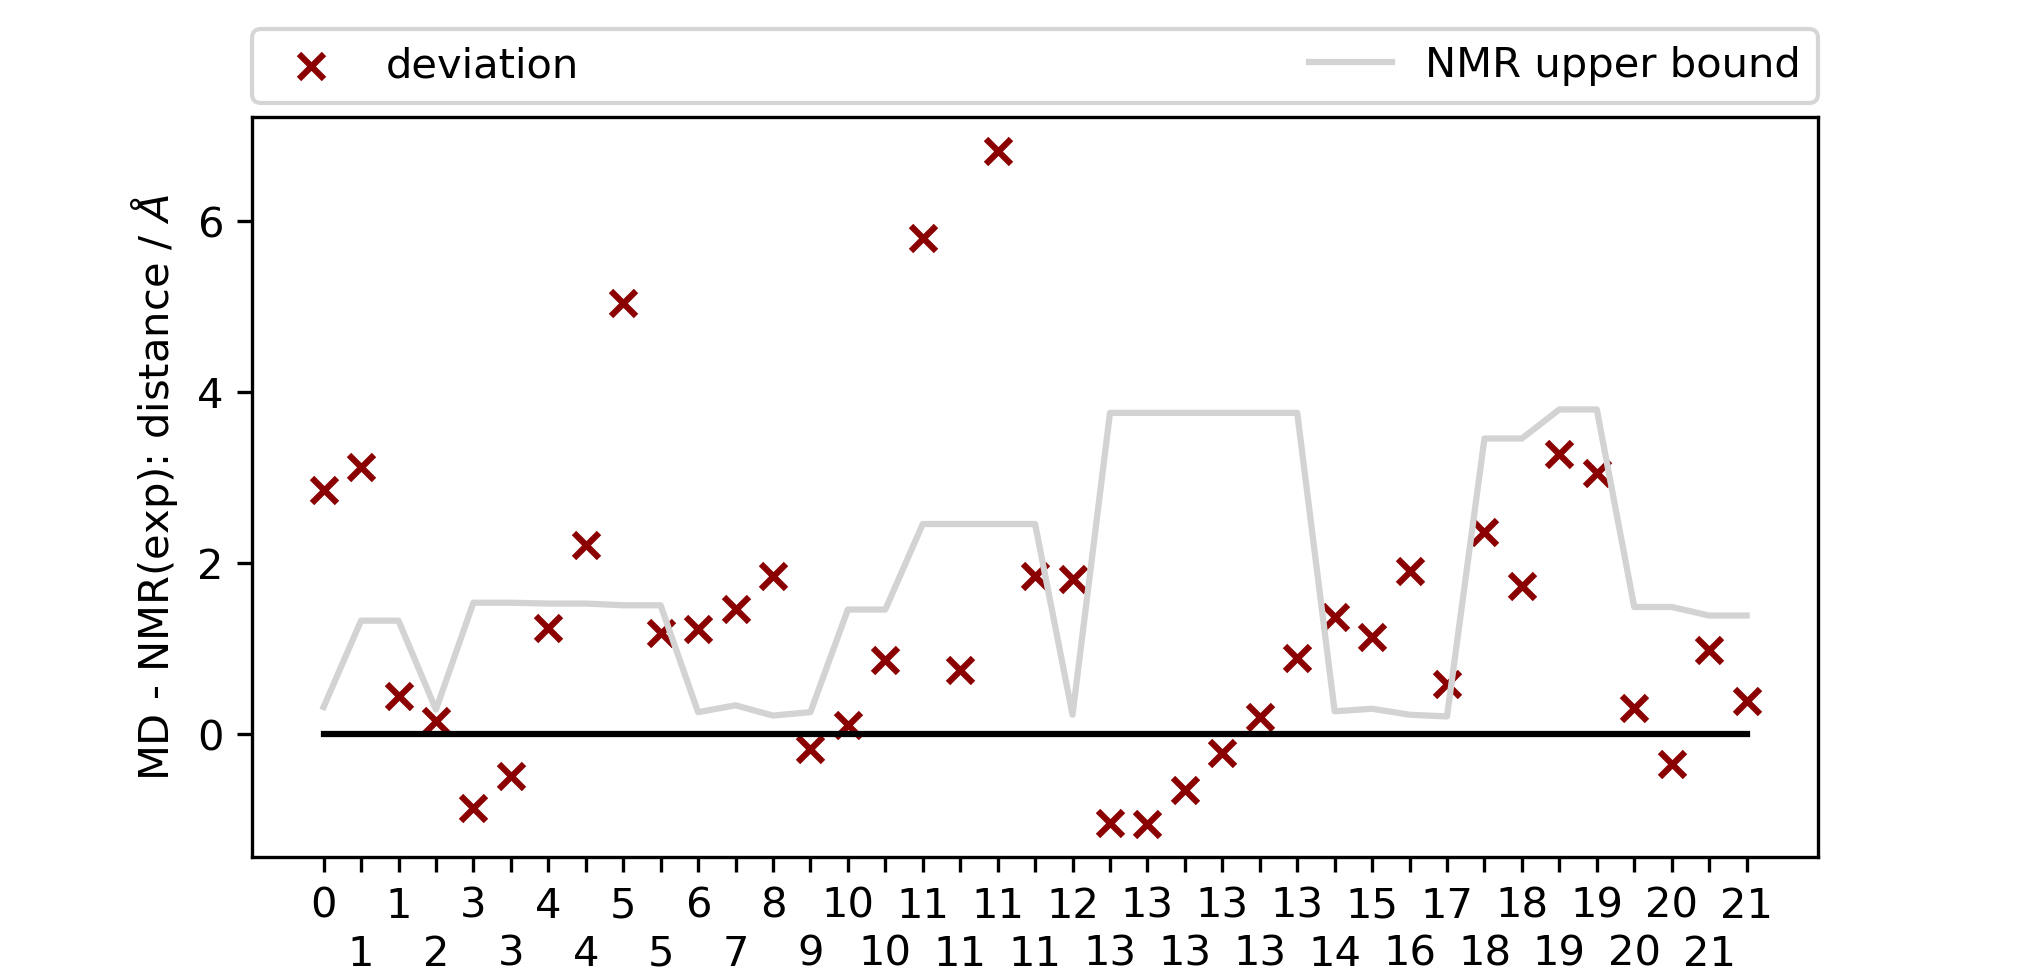 deviation NMR upper bound
MD - NMR(exp): distance / Å
6
4
2
0
0 1 3 4 5 6 8 10 11 11 12 13 13 13 15 17 18 19 20 21
1 2 3 4 5 7 9 10 11 11 13 13 13 14 16 18 19 20 21